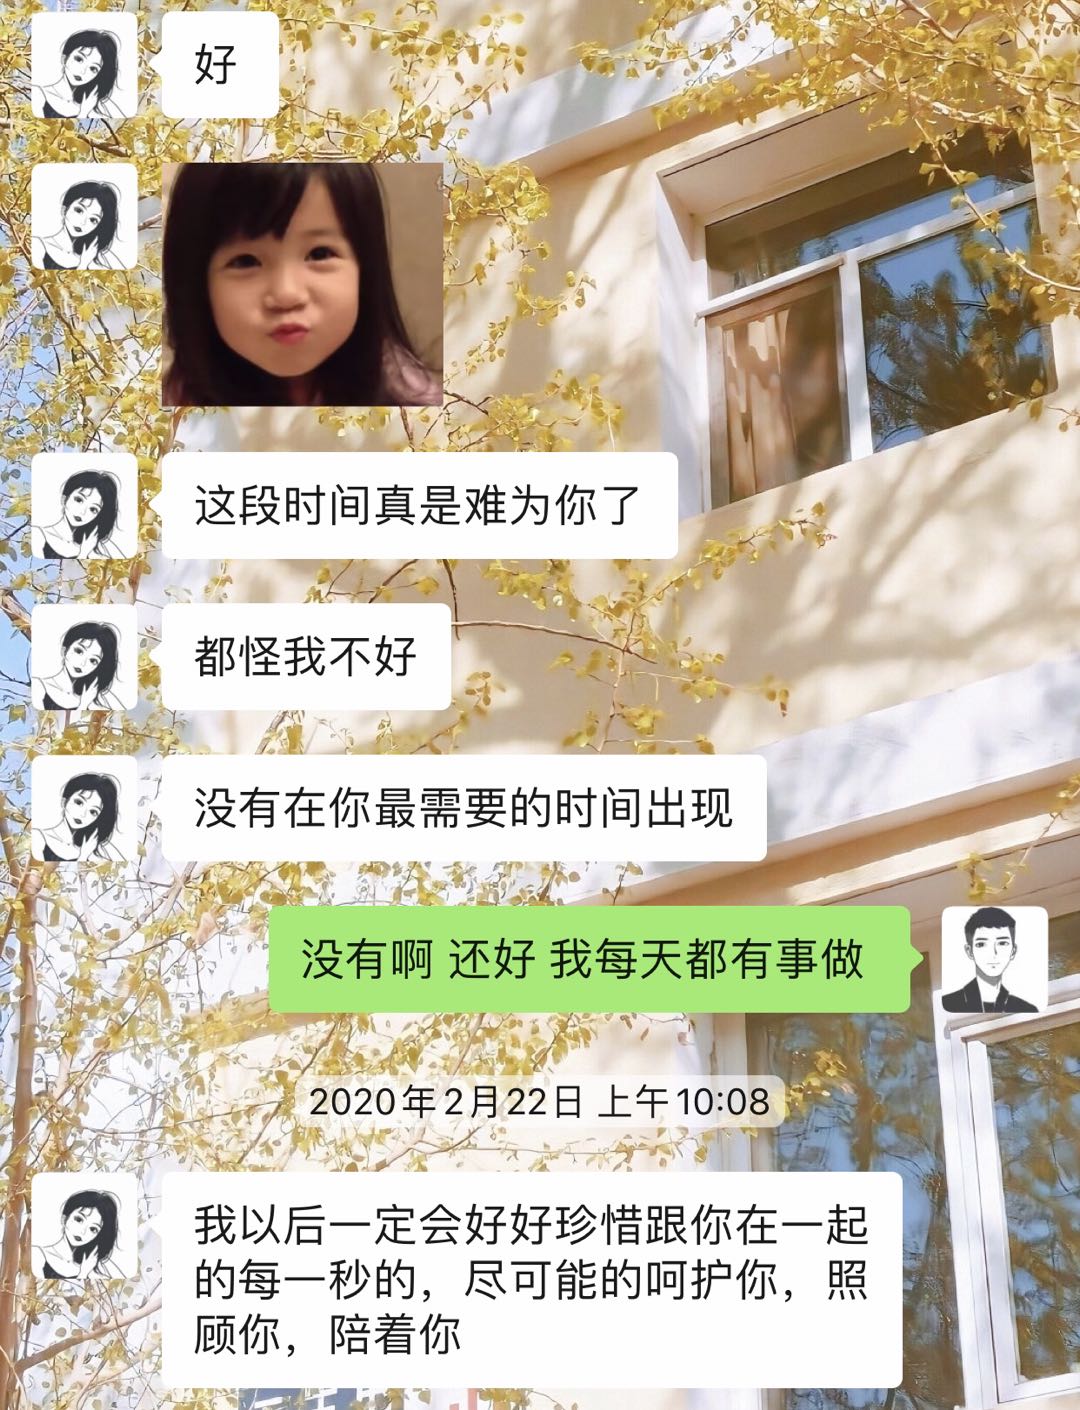 好
这段时间真是难为你了
都怪我不好
没有在你最需要的时间出现
没有啊 还好 我每天都有事做
2020年2月22日 上午10:08
我以后一定会好好珍惜跟你在一起
的每一秒的，尽可能的呵护你，照
顾你，陪着你